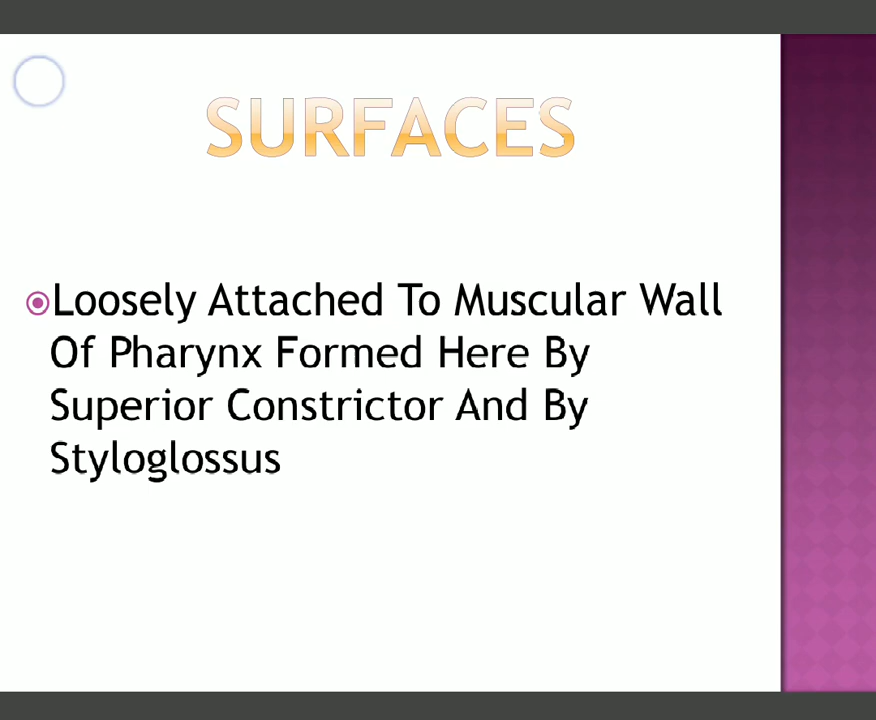 SURFACES
Loosely Attached To Muscular Wall
Of Pharynx Formed Here By
Superior Constrictor And By
Styloglossus